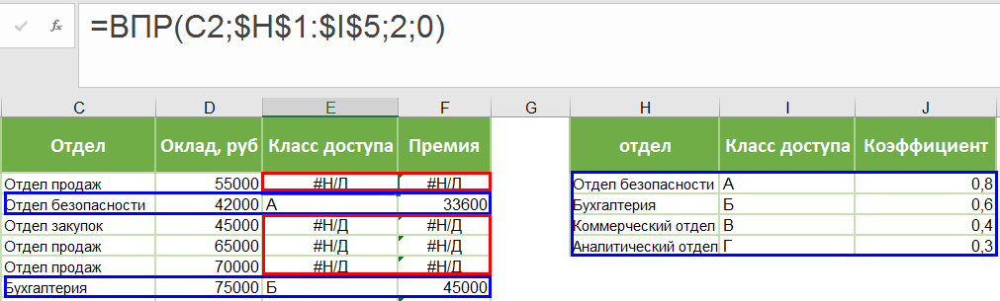 fx =ВПР(C2;$H$1:$I$5;2;0)
C D E F G H I J
Отдел Оклад, руб Класс доступа Премия отдел Класс доступа Коэффициент
Отдел продаж 55000 #Н/Д #Н/Д Отдел безопасности А 0,8
Отдел безопасности 42000 А 33600 Бухгалтерия Б 0,6
Отдел закупок 45000 #Н/Д #Н/Д Коммерческий отдел В 0,4
Отдел продаж 65000 #Н/Д #Н/Д Аналитический отдел Г 0,3
Отдел продаж 70000 #Н/Д #Н/Д
Бухгалтерия 75000 Б 45000